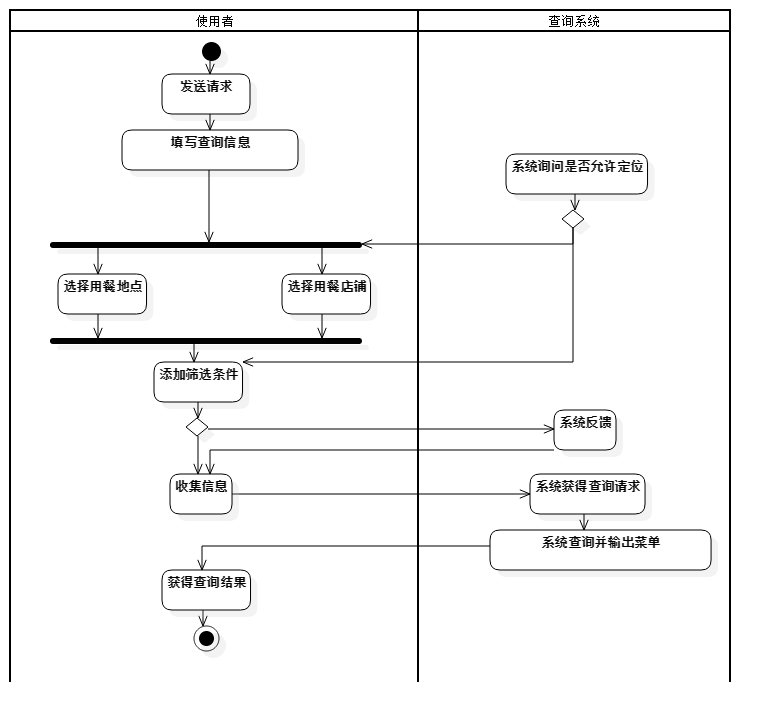 使用者
查询系统
发送请求
填写查询信息
系统询问是否允许定位
选择用餐地点
选择用餐店铺
添加筛选条件
系统反馈
收集信息
系统获得查询请求
系统查询并输出菜单
获得查询结果